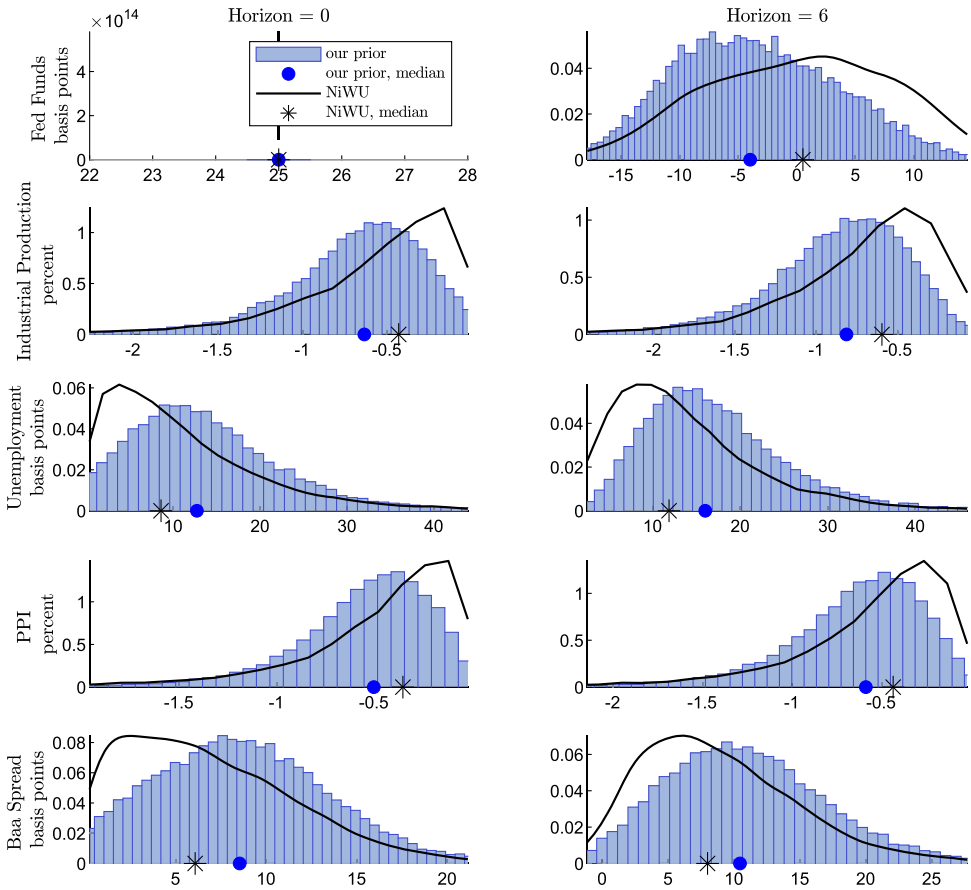 Horizon = 0
Horizon = 6
×10^14
Fed Funds
basis points
4
2
0
22 23 24 25 26 27 28
our prior
our prior, median
NiWU
NiWU, median
0.04
0.02
0
-15 -10 -5 0 5 10
Industrial Production
percent
1
0.5
0
-2 -1.5 -1 -0.5
1
0.5
0
-2 -1.5 -1 -0.5
Unemployment
basis points
0.06
0.04
0.02
0
10 20 30 40
0.04
0.02
0
10 20 30 40
PPI
percent
1
0.5
0
-1.5 -1 -0.5
1
0.5
0
-2 -1.5 -1 -0.5
Baa Spread
basis points
0.08
0.06
0.04
0.02
0
5 10 15 20
0.06
0.04
0.02
0
0 5 10 15 20 25